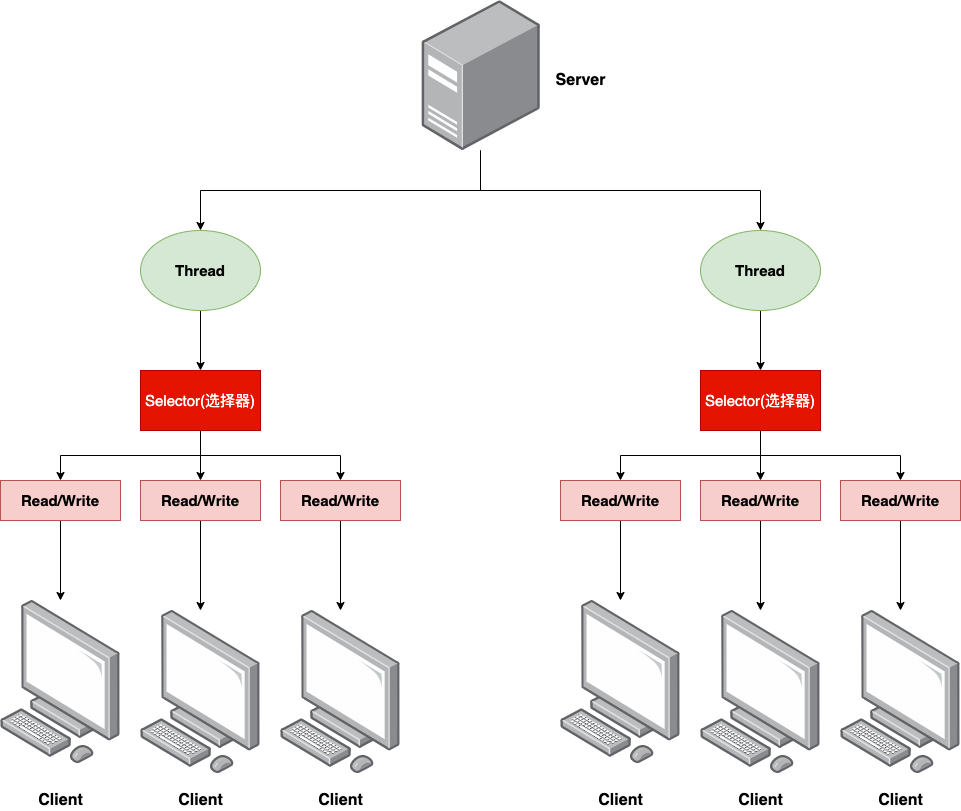 Server
Thread
Thread
Selector(选择器)
Selector(选择器)
Read/Write
Read/Write
Read/Write
Read/Write
Read/Write
Read/Write
Client
Client
Client
Client
Client
Client